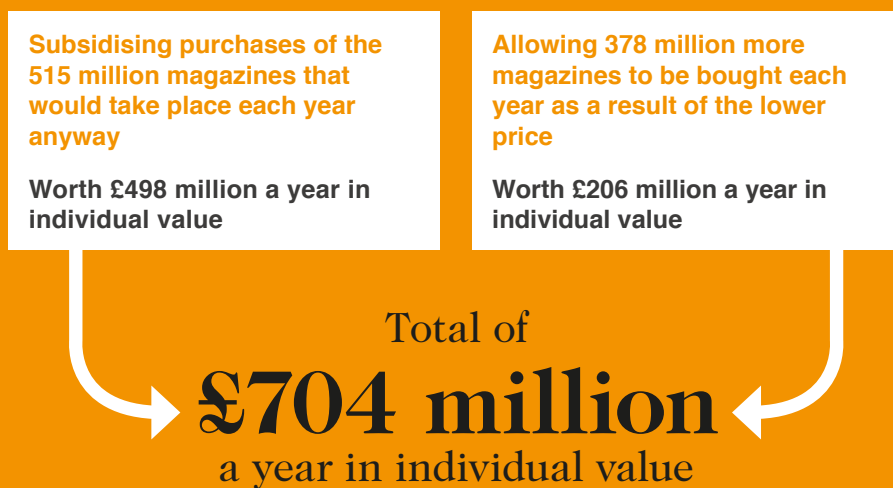 Subsidising purchases of the
515 million magazines that
would take place each year
anyway
Worth £498 million a year in
individual value
Allowing 378 million more
magazines to be bought each
year as a result of the lower
price
Worth £206 million a year in
individual value
Total of
£704 million
a year in individual value